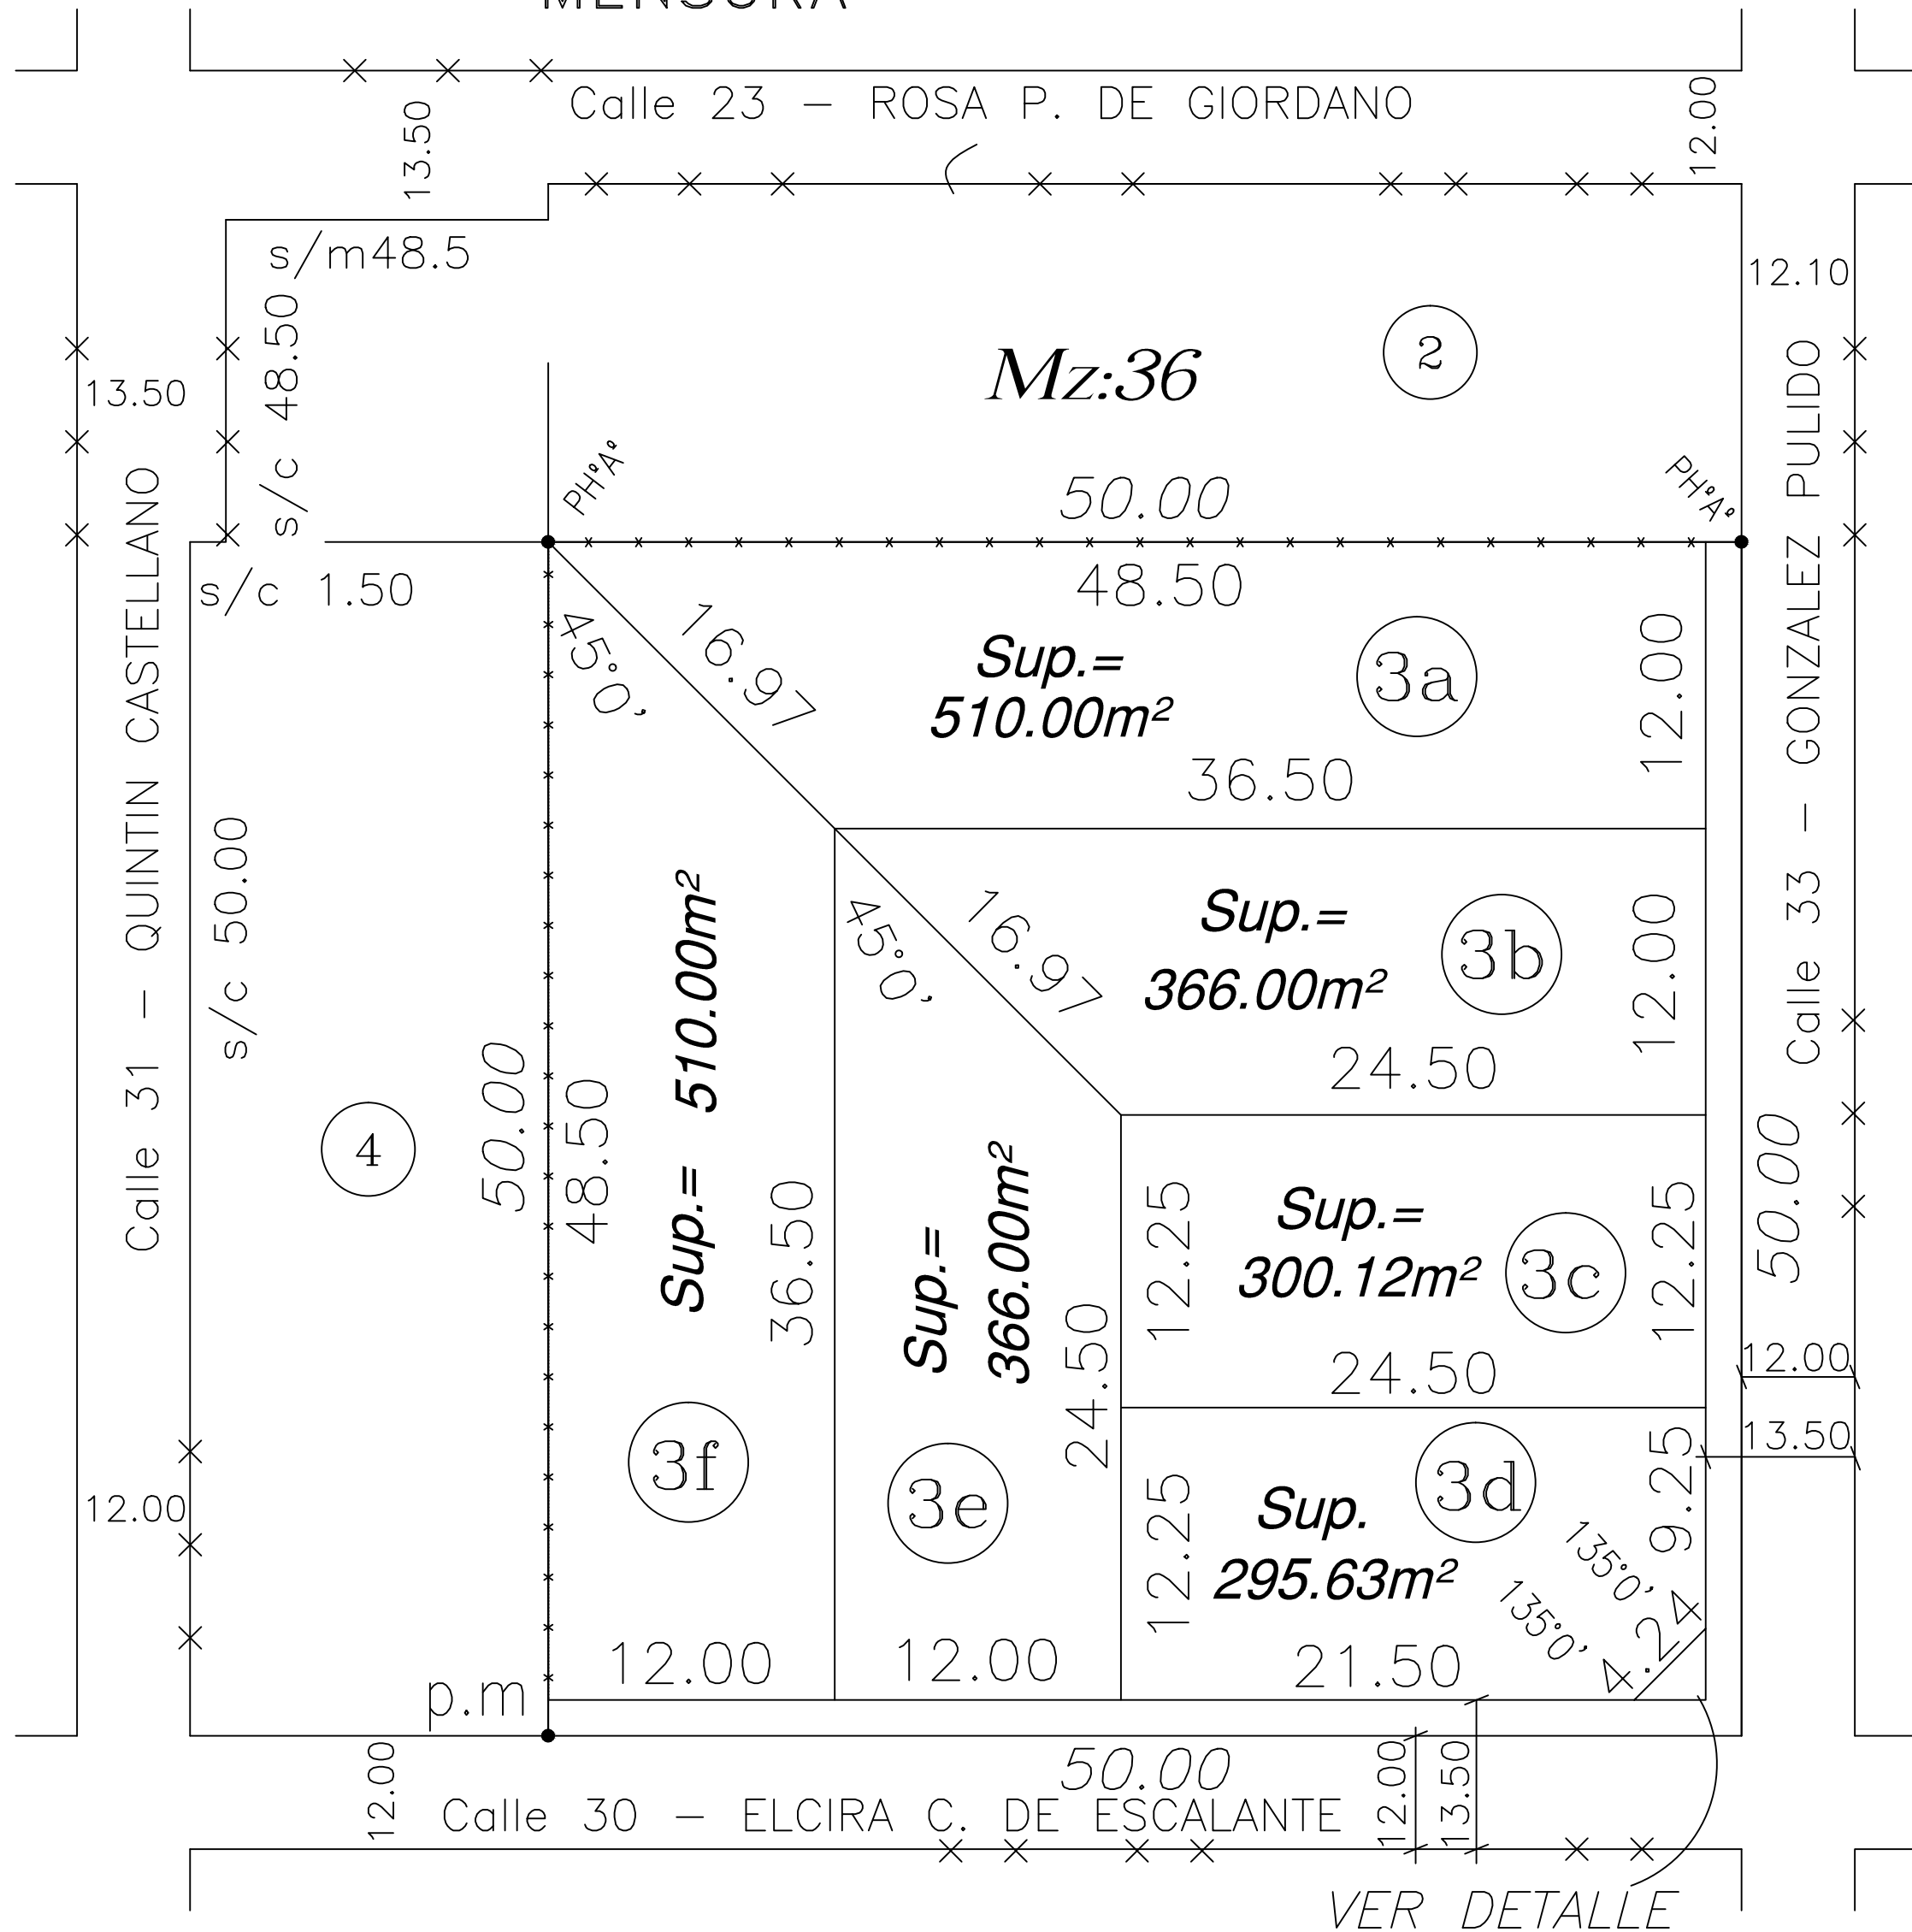 MENSURA
Calle 23 - ROSA P. DE GIORDANO
13.50
12.00
s/m48.5
s/c 48.50
12.10
13.50
Mz:36
2
PHºAº
PHºAº
50.00
s/c 1.50
48.50
45°0'
16.97
Sup.=
510.00m²
3a
12.00
36.50
Calle 31 - QUINTIN CASTELLANO
s/c 50.00
Calle 33 - GONZALEZ PULIDO
45°0'
16.97
Sup.=
366.00m²
3b
12.00
24.50
4
50.00
48.50
Sup.= 510.00m²
36.50
3f
12.00
Sup.=
366.00m²
24.50
3e
12.00
12.25
Sup.=
300.12m²
3c
12.25
24.50
50.00
12.00
13.50
12.25
Sup.
295.63m²
3d
9.25
135°0'
135°0'
4.24
21.50
12.00
p.m
12.00
50.00
12.00
13.50
Calle 30 - ELCIRA C. DE ESCALANTE
VER DETALLE